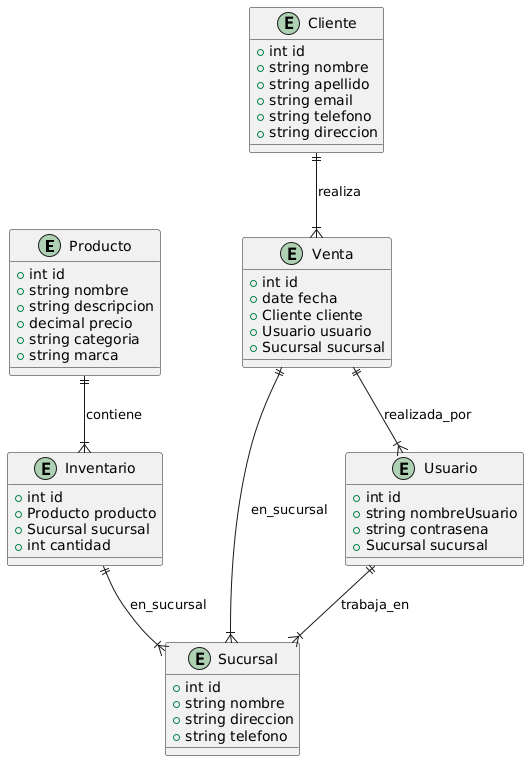 E Cliente
int id
string nombre
string apellido
string email
string telefono
string direccion
realiza
E Producto
int id
string nombre
string descripcion
decimal precio
string categoria
string marca
E Venta
int id
date fecha
Cliente cliente
Usuario usuario
Sucursal sucursal
contiene
realizada_por
E Inventario
int id
Producto producto
Sucursal sucursal
int cantidad
en_sucursal
E Usuario
int id
string nombreUsuario
string contrasena
Sucursal sucursal
en_sucursal
trabaja_en
E Sucursal
int id
string nombre
string direccion
string telefono